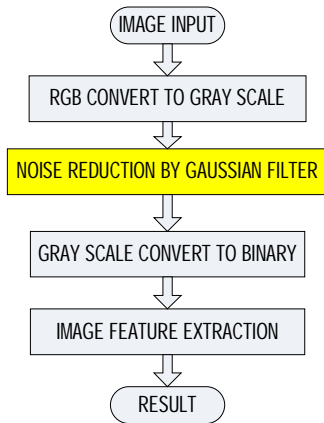 IMAGE INPUT
RGB CONVERT TO GRAY SCALE
NOISE REDUCTION BY GAUSSIAN FILTER
GRAY SCALE CONVERT TO BINARY
IMAGE FEATURE EXTRACTION
RESULT